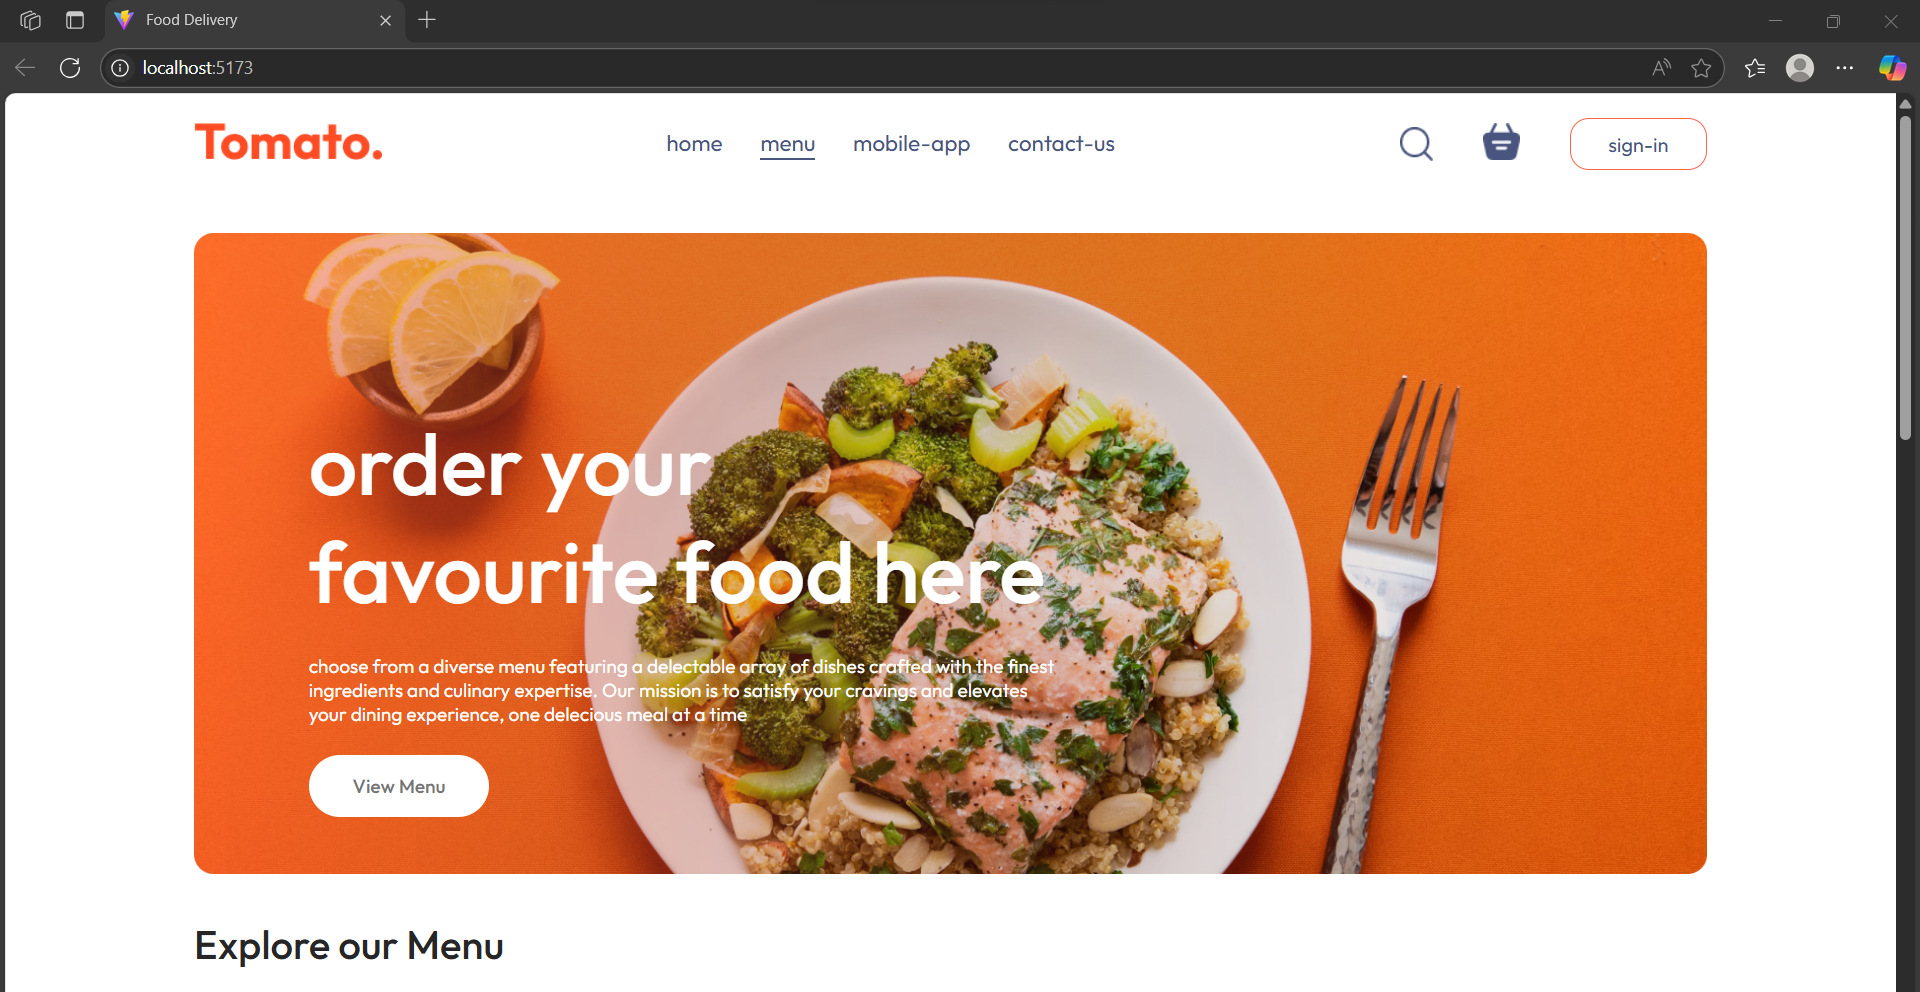 Food Delivery
localhost:5173
Tomato.
home menu mobile-app contact-us sign-in
order your
favourite food here
choose from a diverse menu featuring a delectable array of dishes crafted with the finest
ingredients and culinary expertise. Our mission is to satisfy your cravings and elevates
your dining experience, one delecious meal at a time
View Menu
Explore our Menu